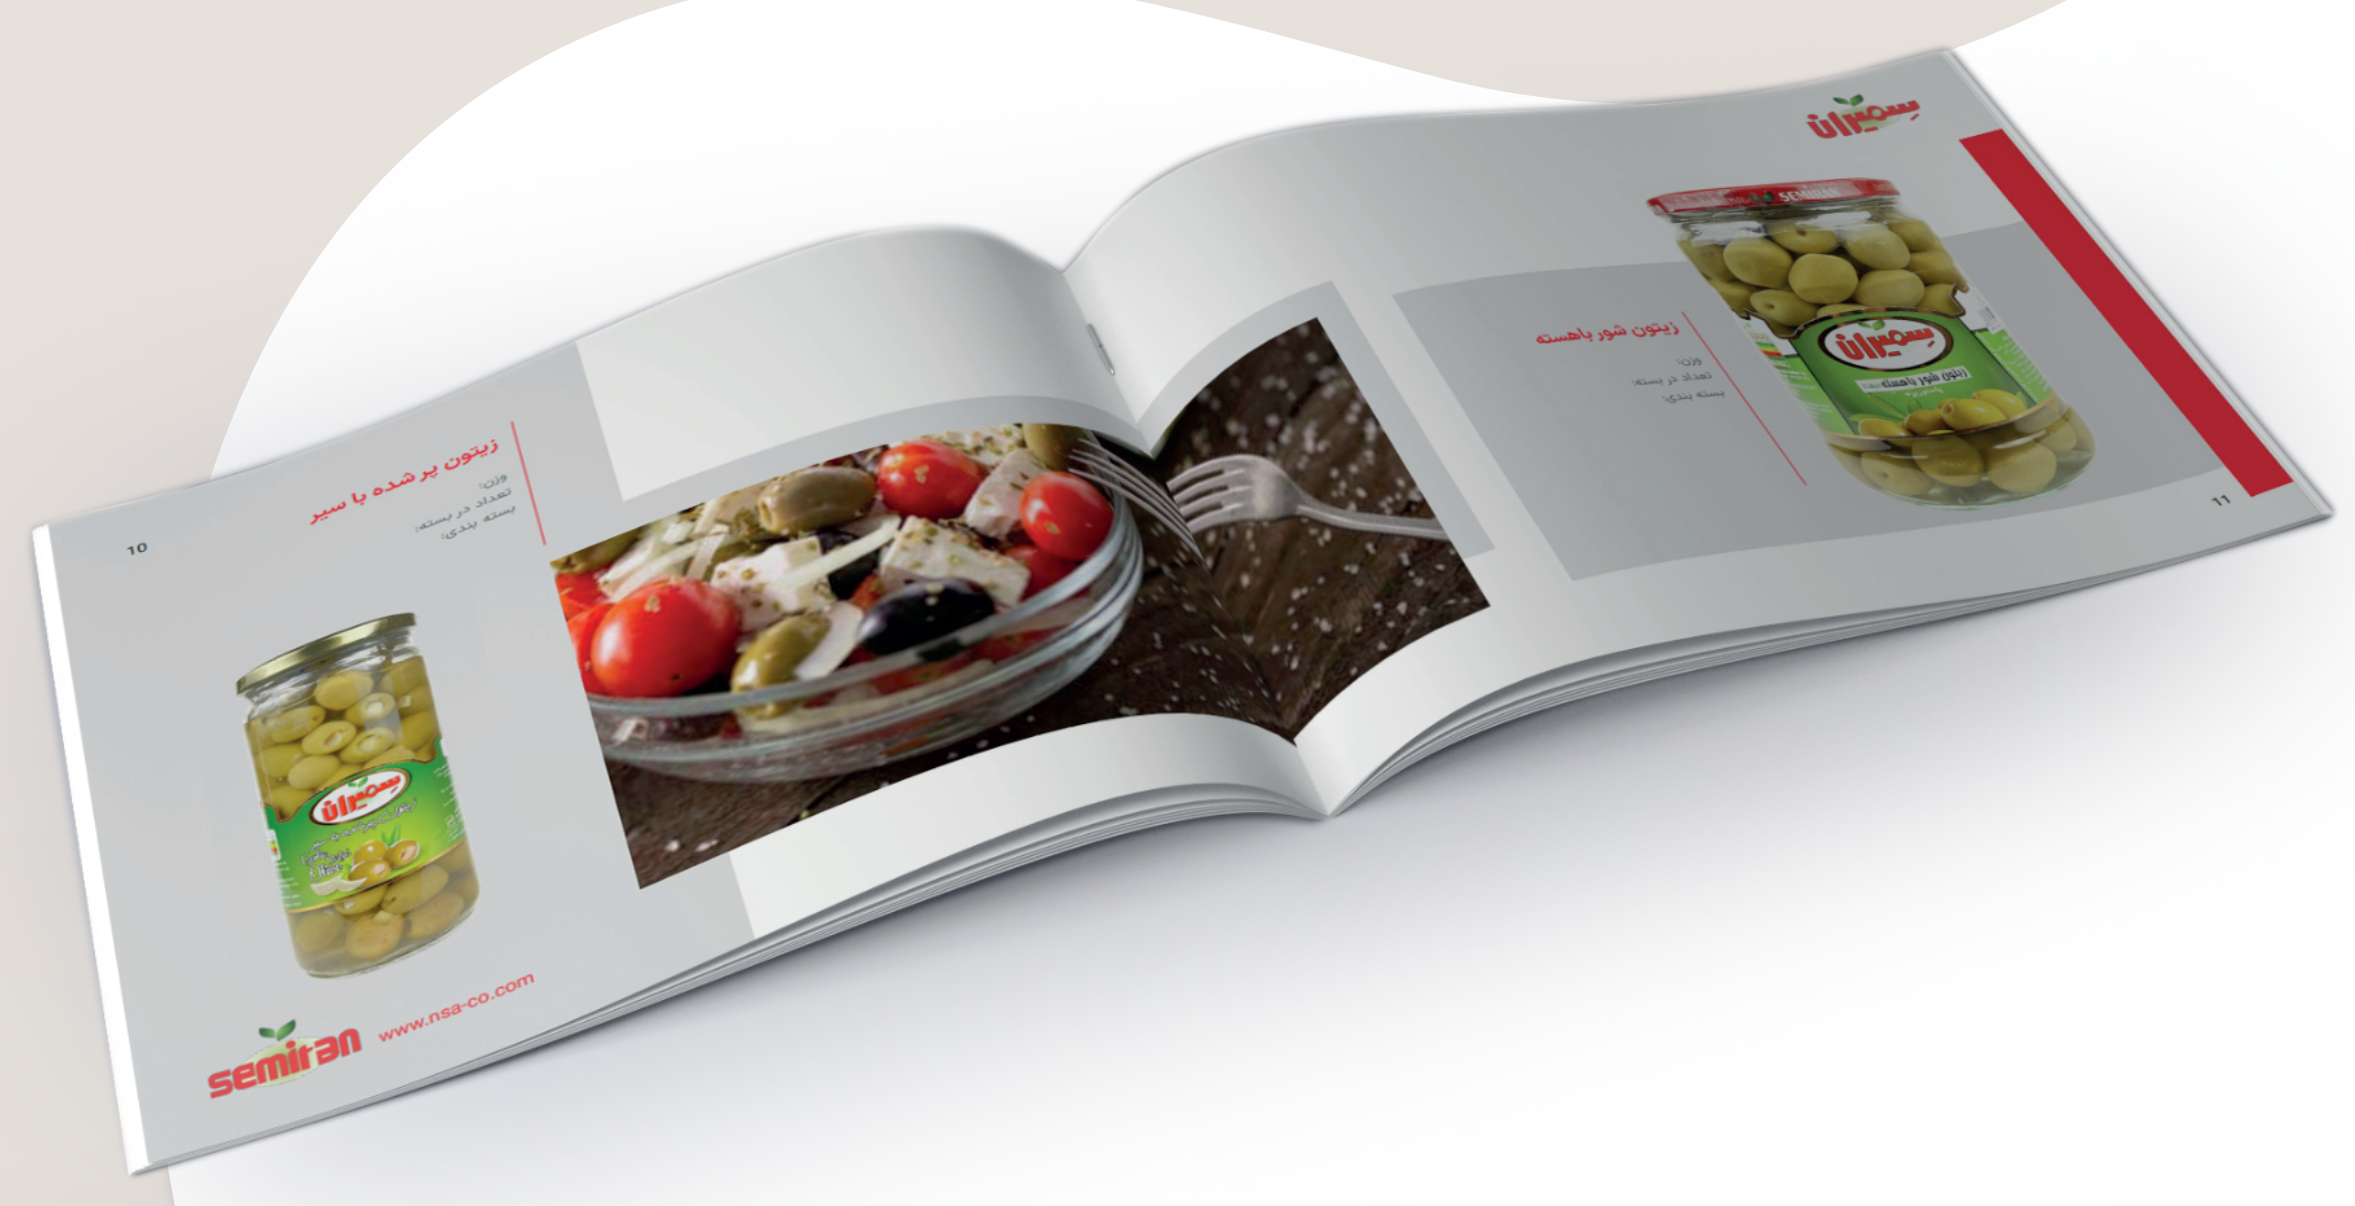 سمیران
SEMIRAN
زیتون شور باهسته
وزن:
تعداد در بسته:
بسته بندی:
سمیران
زیتون شور باهسته
11
زیتون پر شده با سیر
وزن:
تعداد در بسته:
بسته بندی:
10
سمیران
semiran
www.nsa-co.com